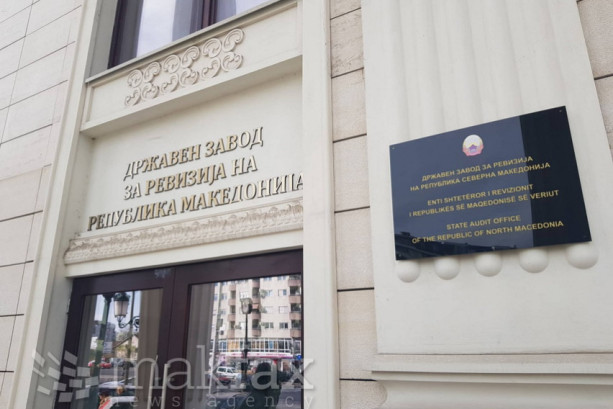 ДРЖАВЕН ЗАВОД
ЗА РЕВИЗИЈА НА
РЕПУБЛИКА МАКЕДОНИЈА
ДРЖАВЕН ЗАВОД ЗА РЕВИЗИЈА
НА РЕПУБЛИКА СЕВЕРНА МАКЕДОНИЈА
ENTI SHTETËROR I REVIZIONIT
I REPUBLIKËS SË MAQEDONISË SË VERIUT
STATE AUDIT OFFICE
OF THE REPUBLIC OF NORTH MACEDONIA
makfax
news agency